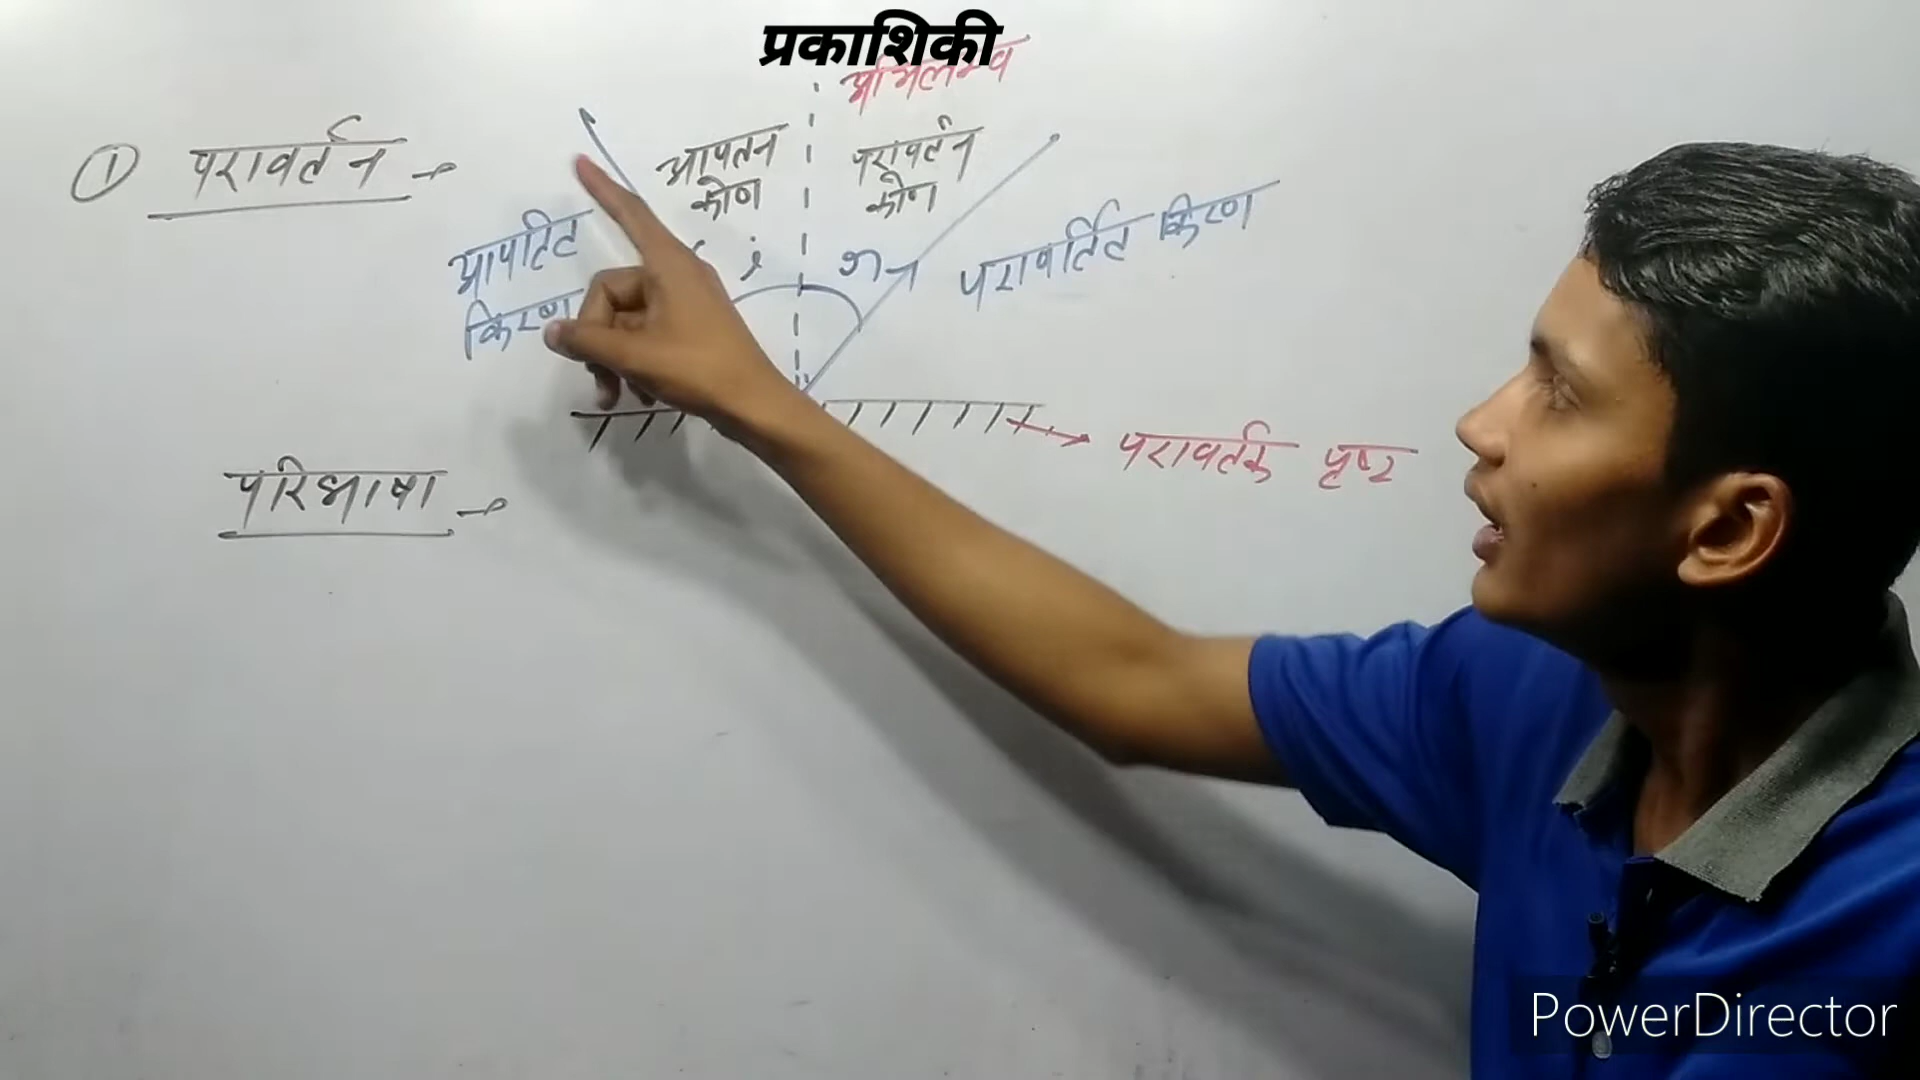 प्रकाशिकी
अभिलम्ब
① परावर्तन →
आपतन
कोण
परावर्तन
कोण
आपतित
किरण
i
परावर्तित किरण
परावर्तक पृष्ट
परिभाषा →
PowerDirector